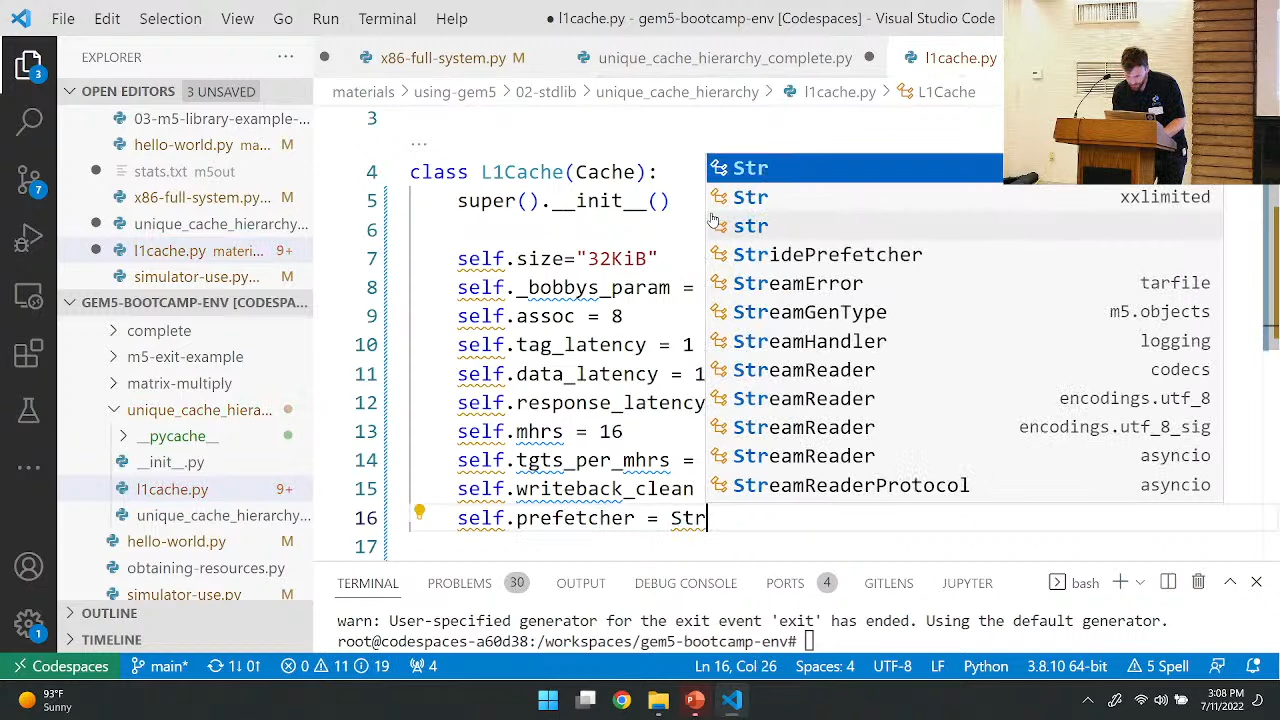 File Edit Selection View Go Run Terminal Help
● l1cache.py - gem5-bootcamp-env [Codespaces] - Visual Studio Code
EXPLORER ···
x86-full-system.py M
unique_cache_hierarchy_complete.py
l1cache.py
3
OPEN EDITORS 3 UNSAVED
materials > using-gem5 > 02-stdlib > unique_cache_hierarchy > l1cache.py > L1Cache
03-m5-library-example-...
hello-world.py ma... M
stats.txt m5out
7
x86-full-system.py... M
unique_cache_hierarchy...
l1cache.py materi... 9+
simulator-use.py... M
GEM5-BOOTCAMP-ENV [CODESPA...
complete
m5-exit-example
matrix-multiply
unique_cache_hiera...
__pycache__
__init__.py
l1cache.py 9+
unique_cache_hierarch...
hello-world.py M
obtaining-resources.py
simulator-use.py M
OUTLINE
TIMELINE
1
3
...
4 class L1Cache(Cache):
5 super().__init__()
6
7 self.size="32KiB"
8 self._bobbys_param =
9 self.assoc = 8
10 self.tag_latency = 1
11 self.data_latency = 1
12 self.response_latency
13 self.mhrs = 16
14 self.tgts_per_mhrs =
15 self.writeback_clean
16 self.prefetcher = Str
17
Str
Str xxlimited
str
StridePrefetcher
StreamError tarfile
StreamGenType m5.objects
StreamHandler logging
StreamReader codecs
StreamReader encodings.utf_8
StreamReader encodings.utf_8_sig
StreamReader asyncio
StreamReaderProtocol asyncio
TERMINAL PROBLEMS 30 OUTPUT DEBUG CONSOLE PORTS 4 GITLENS JUPYTER bash
warn: User-specified generator for the exit event 'exit' has ended. Using the default generator.
root@codespaces-a60d38:/workspaces/gem5-bootcamp-env#
Codespaces main* 1↓ 0↑ 0 11 19 4 Ln 16, Col 26 Spaces: 4 UTF-8 LF Python 3.8.10 64-bit 5 Spell
93°F
Sunny
3:08 PM
7/11/2022